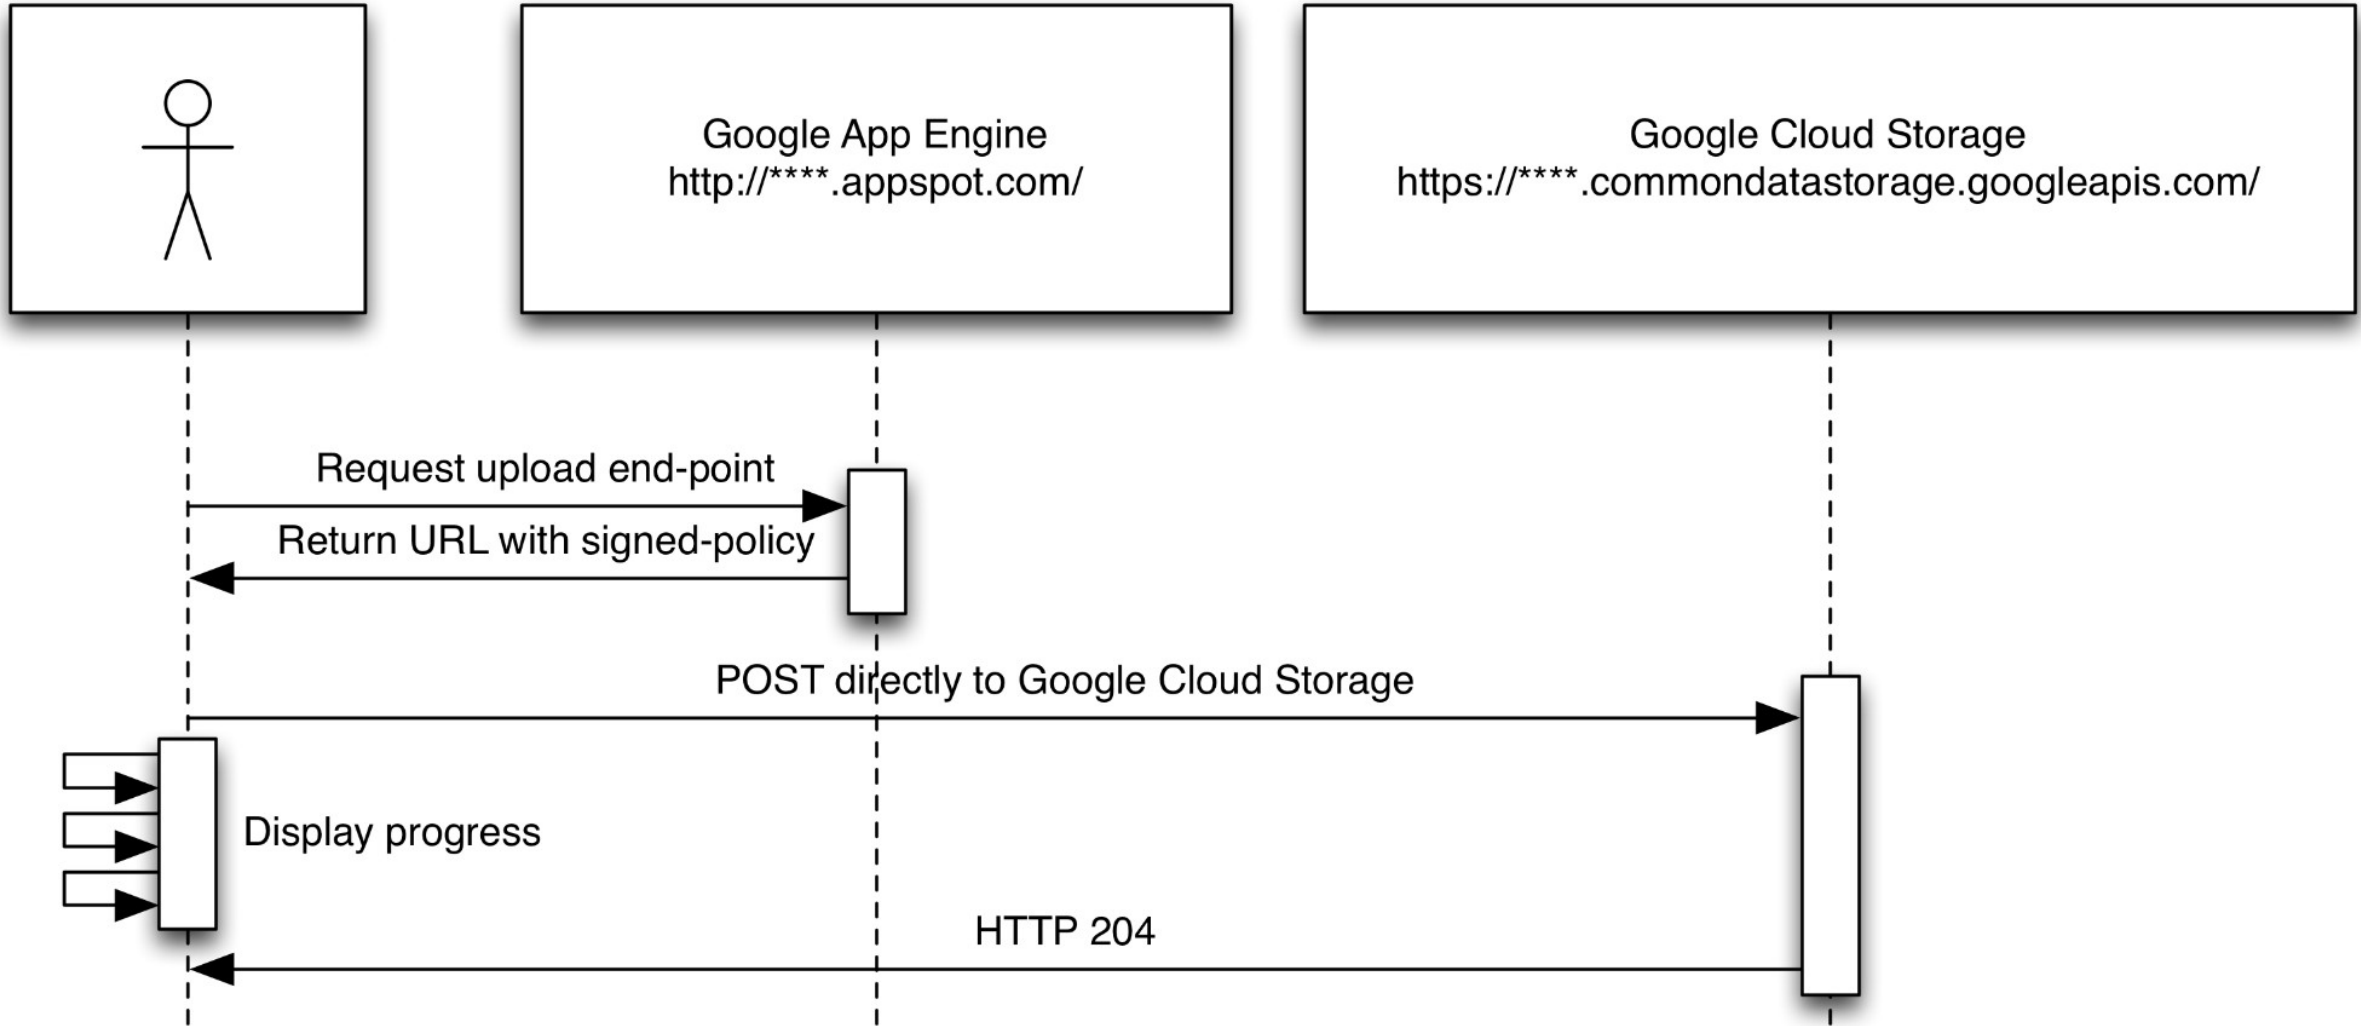 Google App Engine
http://****.appspot.com/
Google Cloud Storage
https://****.commondatastorage.googleapis.com/
Request upload end-point
Return URL with signed-policy
POST directly to Google Cloud Storage
Display progress
HTTP 204